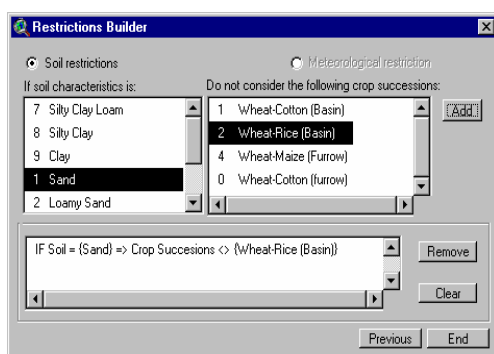 Restrictions Builder
Soil restrictions
Meteorological restriction
If soil characteristics is:
Do not consider the following crop successions:
7 Silty Clay Loam
8 Silty Clay
9 Clay
1 Sand
2 Loamy Sand
1 Wheat-Cotton (Basin)
2 Wheat-Rice (Basin)
4 Wheat-Maize (Furrow)
0 Wheat-Cotton (furrow)
Add
IF Soil = {Sand} => Crop Succesions <> {Wheat-Rice (Basin)}
Remove
Clear
Previous
End